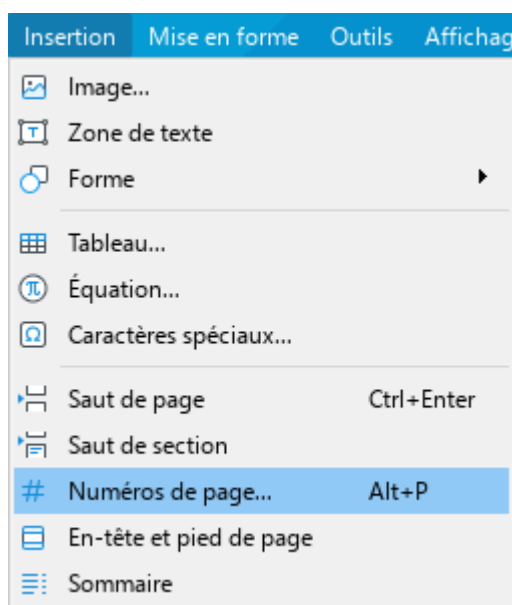 Insertion Mise en forme Outils Affichag
Image...
Zone de texte
Forme
Tableau...
Équation...
Caractères spéciaux...
Saut de page Ctrl+Enter
Saut de section
Numéros de page... Alt+P
En-tête et pied de page
Sommaire